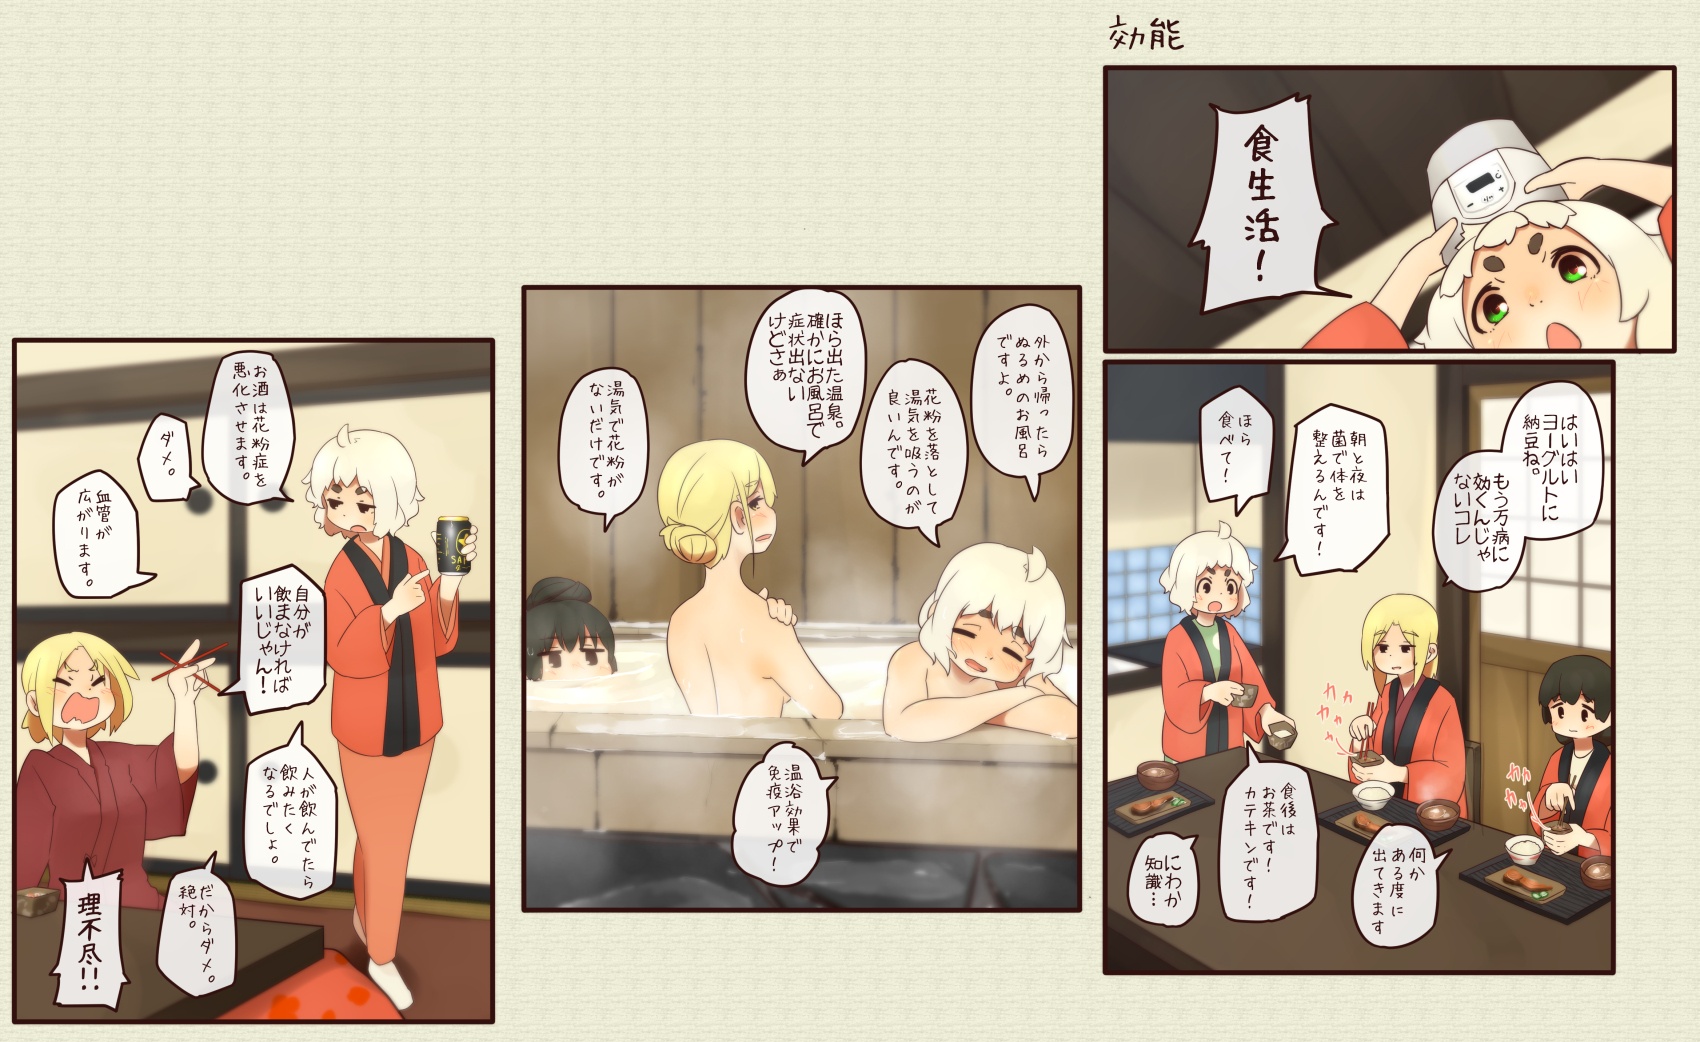 効能
食生活！
はいはい
ヨーグルトに
納豆ね。
もう万病に
効くんじゃ
ないコレ
朝と夜は
菌で体を
整えるんです！
ほら
食べて！
わわ
わわ
わわ
わわ
わわ
何か
ある度に
出てきます
食後は
お茶です！
カテキンです！
にわか
知識…
外から帰ったら
ぬるめのお風呂
ですよ。
花粉を落として
湯気を吸うのが
良いんです。
ほら出た温泉。
確かにお風呂で
症状出ない
けどさぁ
湯気で花粉が
ないだけです。
温浴効果で
免疫アップ！
お酒は花粉症を
悪化させます。
ダメ。
血管が
広がります。
自分が
飲まなければ
いいじゃん！
人が飲んでたら
飲みたく
なるでしょ。
だからダメ。
絶対。
理不尽！！